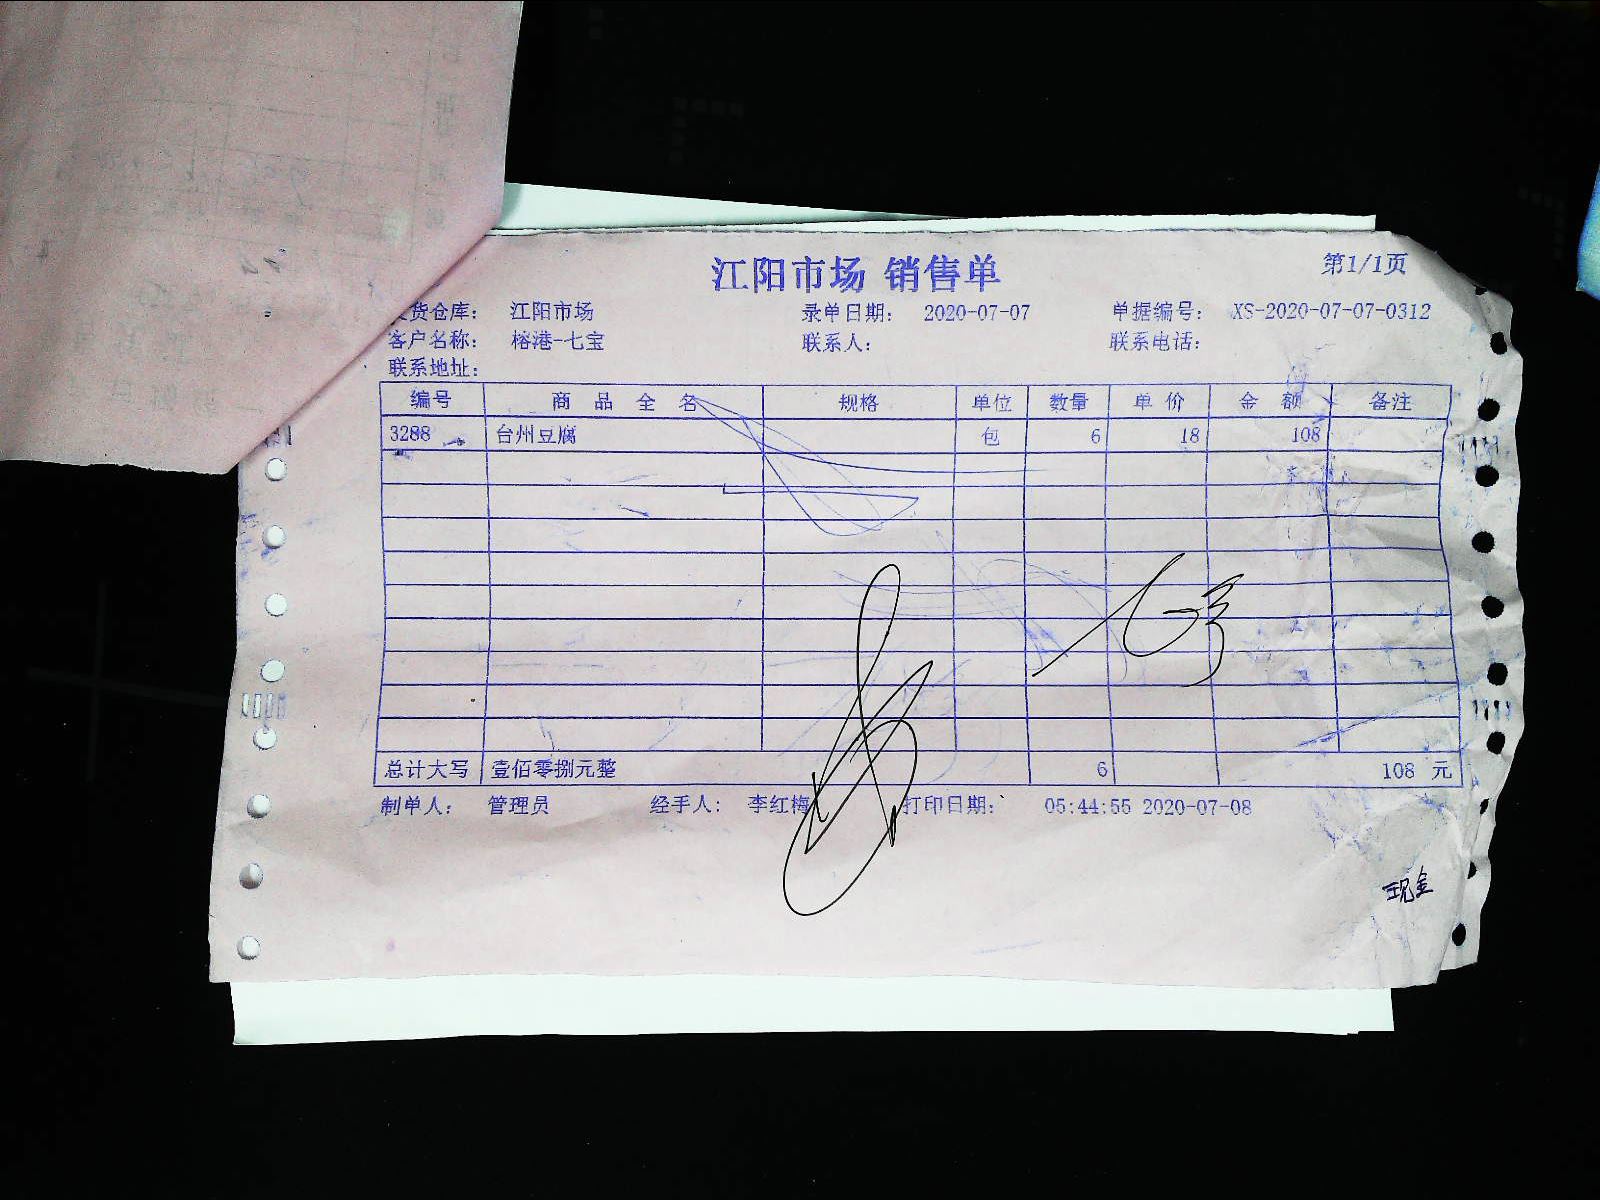 江阳市场 销售单
第1/1页
货仓库： 江阳市场 录单日期： 2020-07-07 单据编号： XS-2020-07-07-0312
客户名称： 榕港-七宝 联系人： 联系电话：
联系地址：
编号 商品全名 规格 单位 数量 单价 金额 备注
3288 台州豆腐 包 6 18 108
总计大写 壹佰零捌元整 6 108 元
制单人： 管理员 经手人： 李红梅 打印日期： 05:44:55 2020-07-08
现金